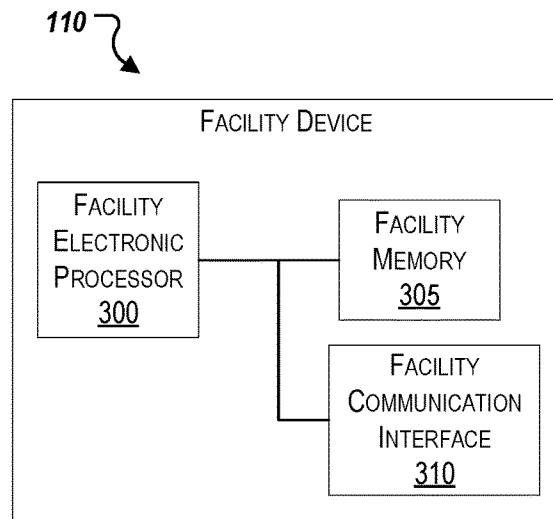 110
FACILITY DEVICE
FACILITY
ELECTRONIC
PROCESSOR
300
FACILITY
MEMORY
305
FACILITY
COMMUNICATION
INTERFACE
310